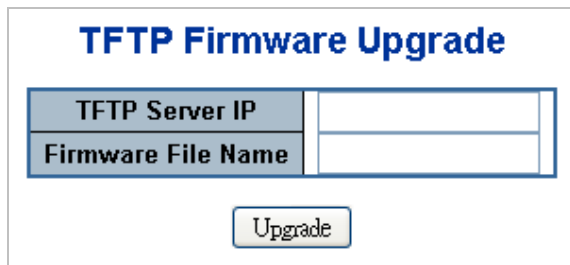 TFTP Firmware Upgrade
TFTP Server IP
Firmware File Name
Upgrade